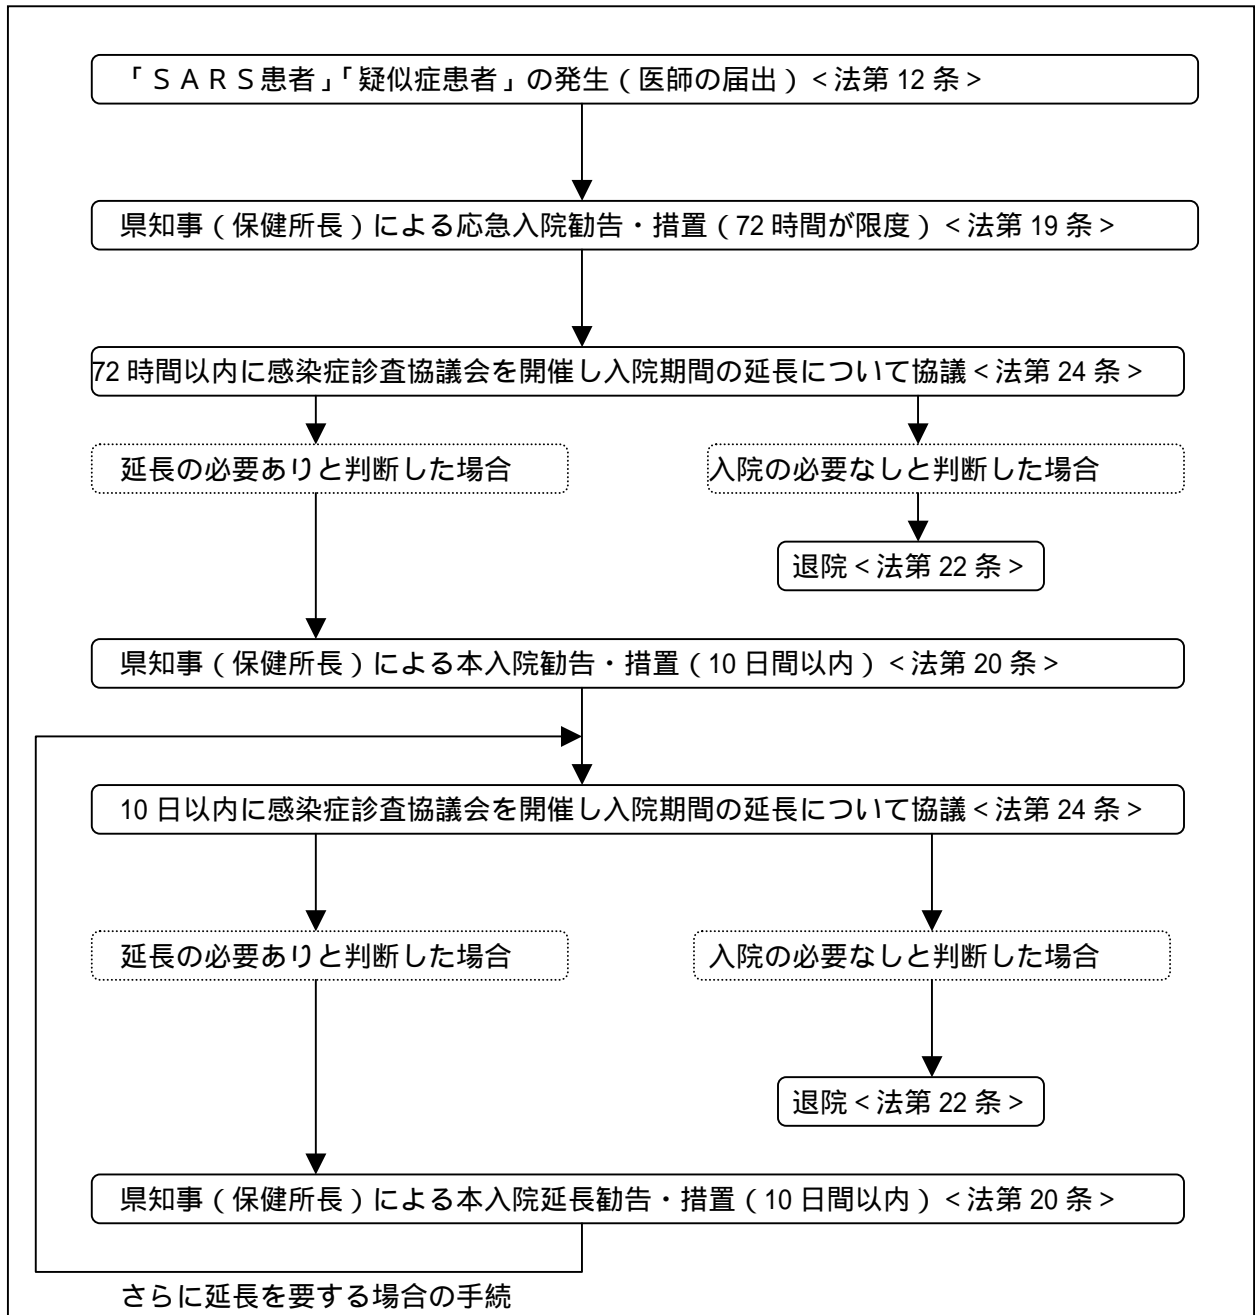 「ＳＡＲＳ患者」「疑似症患者」の発生（医師の届出）＜法第 12 条＞
県知事（保健所長）による応急入院勧告・措置（72 時間が限度）＜法第 19 条＞
72 時間以内に感染症診査協議会を開催し入院期間の延長について協議＜法第 24 条＞
延長の必要ありと判断した場合
入院の必要なしと判断した場合
退院＜法第 22 条＞
県知事（保健所長）による本入院勧告・措置（10 日間以内）＜法第 20 条＞
10 日以内に感染症診査協議会を開催し入院期間の延長について協議＜法第 24 条＞
延長の必要ありと判断した場合
入院の必要なしと判断した場合
退院＜法第 22 条＞
県知事（保健所長）による本入院延長勧告・措置（10 日間以内）＜法第 20 条＞
さらに延長を要する場合の手続